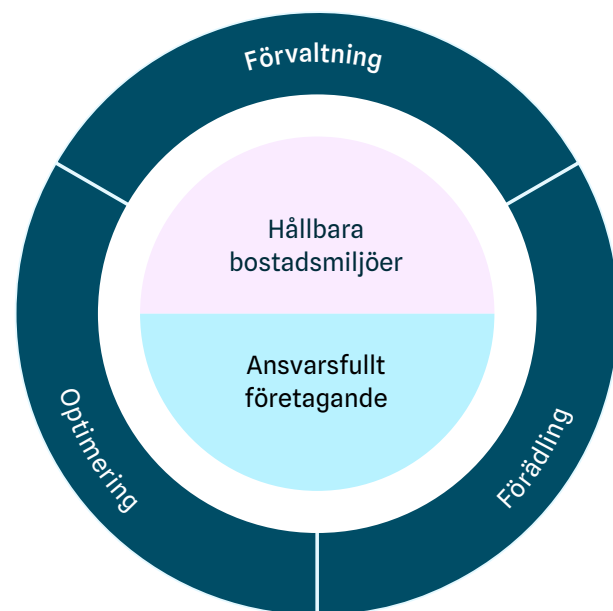 Förvaltning
Hållbara
bostadsmiljöer
Ansvarsfullt
företagande
Optimering
Förädling